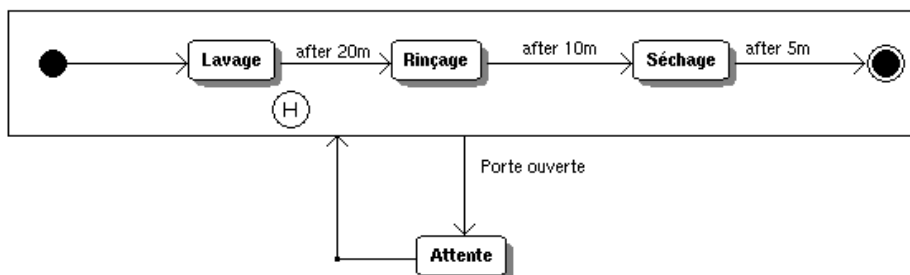 Lavage
after 20m
Rinçage
after 10m
Séchage
after 5m
H
Porte ouverte
Attente